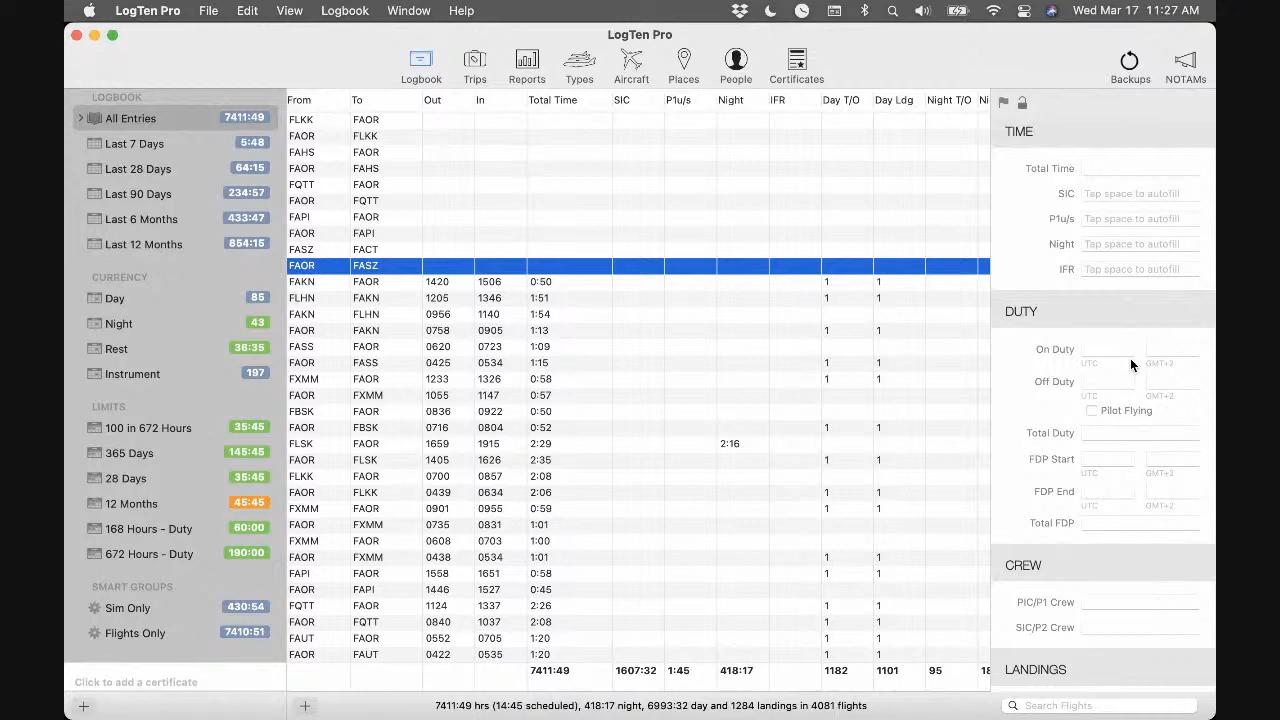 LogTen Pro File Edit View Logbook Window Help Wed Mar 17 11:27 AM
LogTen Pro
Logbook Trips Reports Types Aircraft Places People Certificates Backups NOTAMs
LOGBOOK
All Entries 7411:49
Last 7 Days 5:48
Last 28 Days 64:15
Last 90 Days 234:57
Last 6 Months 433:47
Last 12 Months 854:15
CURRENCY
Day 85
Night 43
Rest 36:35
Instrument 197
LIMITS
100 in 672 Hours 35:45
365 Days 145:45
28 Days 35:45
12 Months 45:45
168 Hours - Duty 60:00
672 Hours - Duty 190:00
SMART GROUPS
Sim Only 430:54
Flights Only 7410:51
Click to add a certificate
From To Out In Total Time SIC P1u/s Night IFR Day T/O Day Ldg Night T/O Ni
FLKK FAOR
FAOR FLKK
FAHS FAOR
FAOR FAHS
FQTT FAOR
FAOR FQTT
FAPI FAOR
FAOR FAPI
FASZ FACT
FAOR FASZ
FAKN FAOR 1420 1506 0:50 1 1
FLHN FAKN 1205 1346 1:51 1 1
FAKN FLHN 0956 1140 1:54
FAOR FAKN 0758 0905 1:13 1 1
FASS FAOR 0620 0723 1:09
FAOR FASS 0425 0534 1:15 1 1
FXMM FAOR 1233 1326 0:58 1 1
FAOR FXMM 1055 1147 0:57
FBSK FAOR 0836 0922 0:50
FAOR FBSK 0716 0804 0:52 1 1
FLSK FAOR 1659 1915 2:29 2:16
FAOR FLSK 1405 1626 2:35 1 1
FLKK FAOR 0700 0857 2:08
FAOR FLKK 0439 0634 2:06 1 1
FXMM FAOR 0901 0955 0:59 1 1
FAOR FXMM 0735 0831 1:01
FXMM FAOR 0608 0703 1:00
FAOR FXMM 0438 0534 1:01 1 1
FAPI FAOR 1558 1651 0:58 1 1
FAOR FAPI 1446 1527 0:45
FQTT FAOR 1124 1337 2:26 1 1
FAOR FQTT 0840 1037 2:08 1 1
FAUT FAOR 0552 0705 1:20 1 1
FAOR FAUT 0422 0535 1:20 1 1
7411:49 1607:32 1:45 418:17 1182 1101 95 18
7411:49 hrs (14:45 scheduled), 418:17 night, 6993:32 day and 1284 landings in 4081 flights
TIME
Total Time
SIC Tap space to autofill
P1u/s Tap space to autofill
Night Tap space to autofill
IFR Tap space to autofill
DUTY
On Duty
UTC GMT+2
Off Duty
UTC GMT+2
Pilot Flying
Total Duty
FDP Start
UTC GMT+2
FDP End
UTC GMT+2
Total FDP
CREW
PIC/P1 Crew
SIC/P2 Crew
LANDINGS
Search Flights